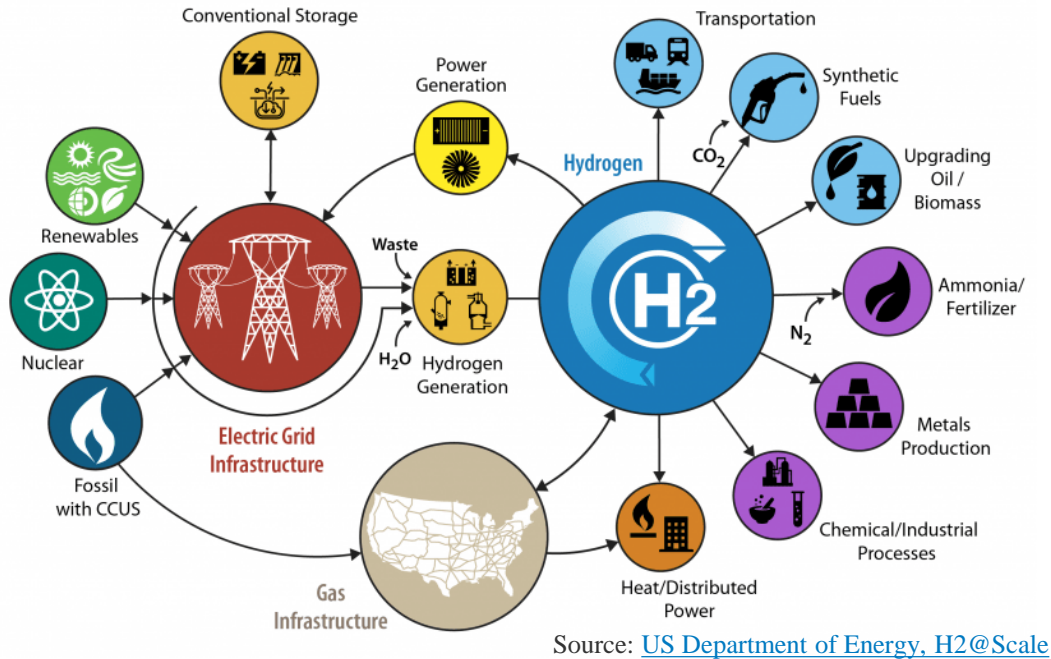 Conventional Storage
Transportation
Power
Generation
Synthetic
Fuels
CO2
Hydrogen
Upgrading
Oil /
Biomass
Renewables
Waste
H2
Ammonia/
Fertilizer
N2
Nuclear
H2O
Hydrogen
Generation
Metals
Production
Electric Grid
Infrastructure
Fossil
with CCUS
Chemical/Industrial
Processes
Gas
Infrastructure
Heat/Distributed
Power
Source: US Department of Energy, H2@Scale